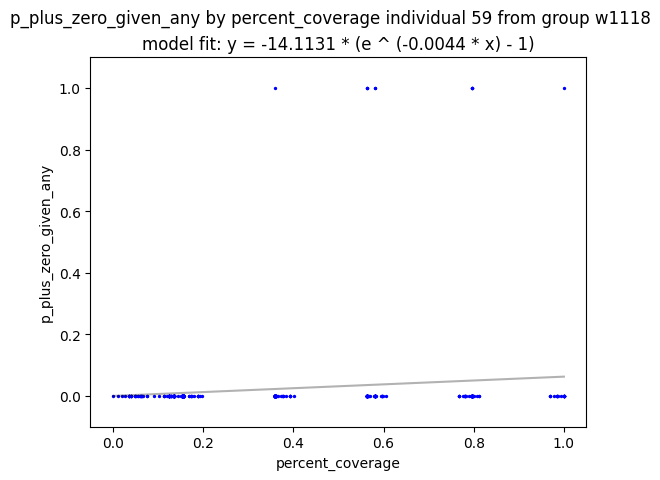 p_plus_zero_given_any by percent_coverage individual 59 from group w1118
model fit: y = -14.1131 * (e ^ (-0.0044 * x) - 1)
1.0
0.8
0.6
0.4
0.2
0.0
p_plus_zero_given_any
0.0 0.2 0.4 0.6 0.8 1.0
percent_coverage